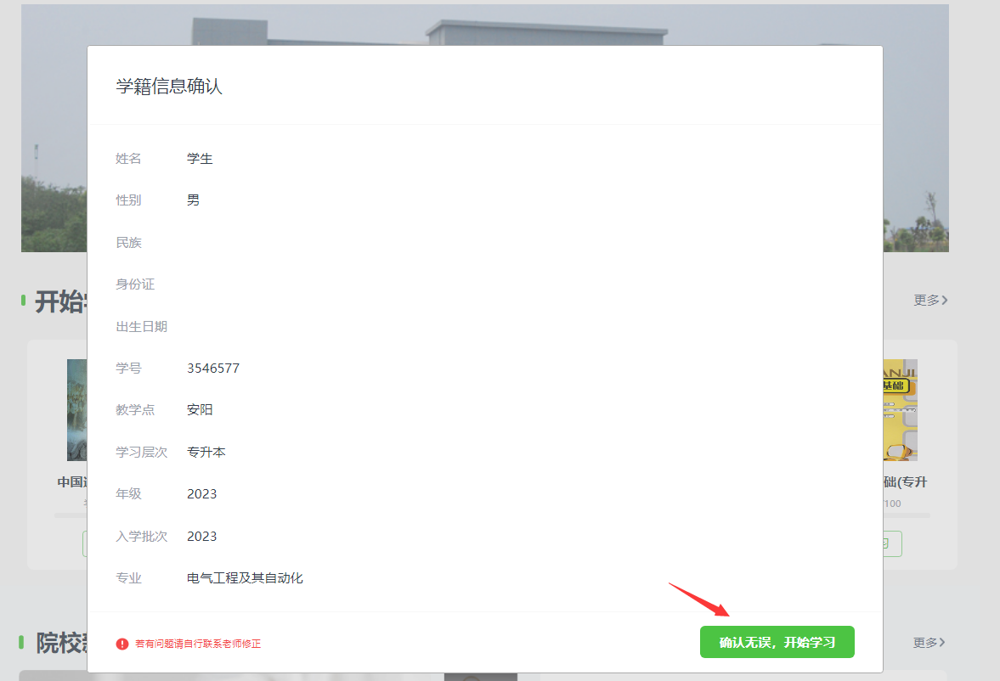 学籍信息确认
姓名 学生
性别 男
民族
身份证
出生日期
学号 3546577
教学点 安阳
学习层次 专升本
年级 2023
入学批次 2023
专业 电气工程及其自动化
若有问题请自行联系老师修正
确认无误，开始学习
开始
更多
ANJI
基础
中国
础(专升
/100
习
院校
更多